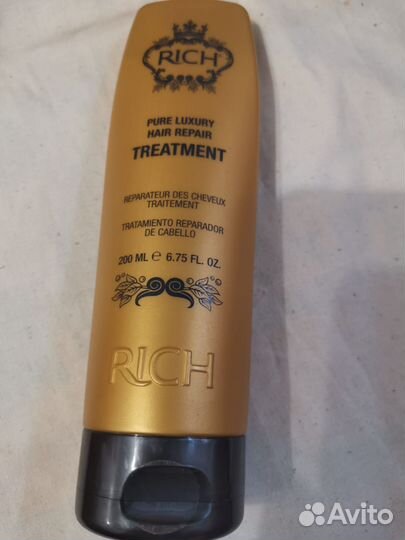 RICH
PURE LUXURY
HAIR REPAIR
TREATMENT
REPARATEUR DES CHEVEUX
TRAITEMENT
TRATAMIENTO REPARADOR
DE CABELLO
200 ML e 6.75 FL. OZ.
RICH
Avito